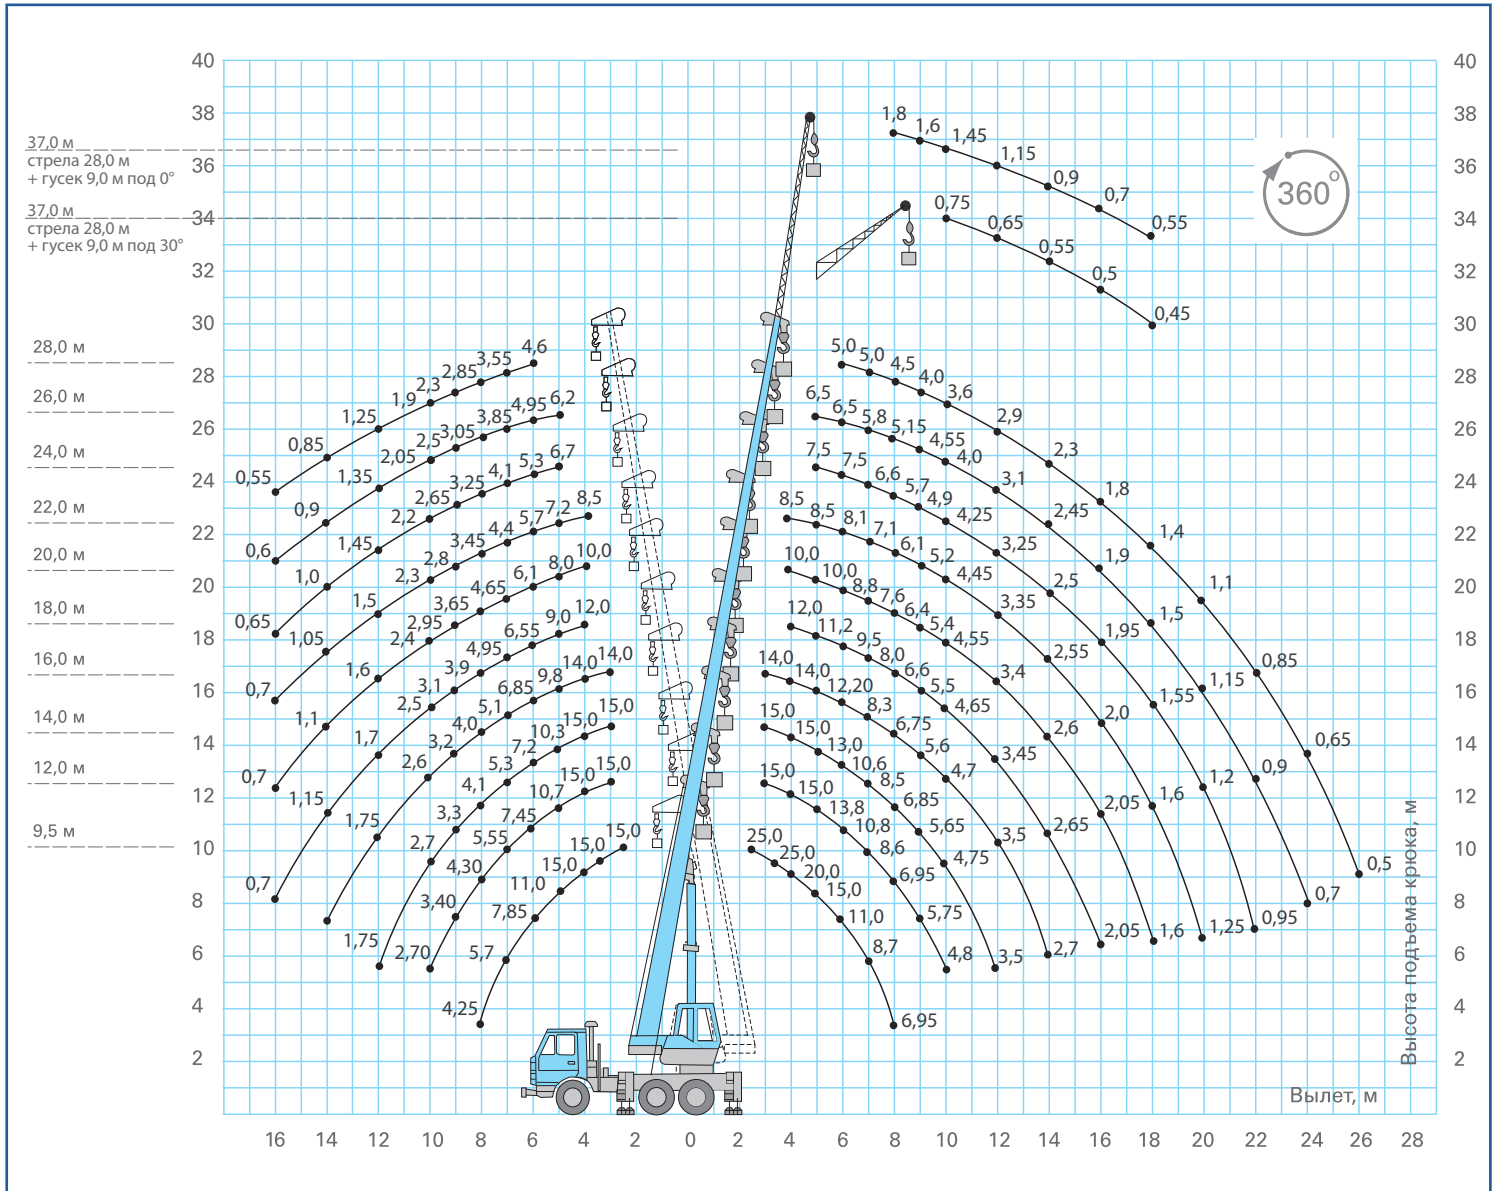 40
38
36
34
32
30
28
26
24
22
20
18
16
14
12
10
8
6
4
2
37,0 м
стрела 28,0 м
+ гусек 9,0 м под 0°
37,0 м
стрела 28,0 м
+ гусек 9,0 м под 30°
28,0 м
26,0 м
24,0 м
22,0 м
20,0 м
18,0 м
16,0 м
14,0 м
12,0 м
9,5 м
0,55 0,85 1,25 1,9 2,3 2,85 3,55 4,6
0,6 0,9 1,35 2,05 2,5 3,05 3,85 4,95 6,2
0,65 1,0 1,45 2,2 2,65 3,25 4,1 5,3 6,7
0,7 1,05 1,5 2,3 2,8 3,45 4,4 5,7 7,2 8,5
0,7 1,1 1,6 2,4 2,95 3,65 4,65 6,1 8,0 10,0
0,7 1,15 1,7 2,5 3,1 3,9 4,95 6,55 9,0 12,0
1,75 2,6 3,2 4,0 5,1 6,85 9,8 14,0 14,0
1,75 2,7 3,3 4,1 5,3 7,2 10,3 15,0 15,0
2,70 3,40 4,30 5,55 7,45 10,7 15,0 15,0
4,25 5,7 7,85 11,0 15,0 15,0 15,0
1,8 1,6 1,45 1,15 0,9 0,7 0,55
0,75 0,65 0,55 0,5 0,45
5,0 5,0 4,5 4,0 3,6 2,9 2,3 1,8 1,4 1,1 0,85 0,65 0,5
6,5 6,5 5,8 5,15 4,55 4,0 3,1 2,45 1,9 1,5 1,15 0,9 0,7
7,5 7,5 6,6 5,7 4,9 4,25 3,25 2,5 1,95 1,55 1,2 0,95
8,5 8,5 8,1 7,1 6,1 5,2 4,45 3,35 2,55 2,0 1,6 1,25
10,0 10,0 8,8 7,6 6,4 5,4 4,55 3,4 2,6 2,05 1,6
12,0 11,2 9,5 8,0 6,6 5,5 4,65 3,45 2,65 2,05
14,0 14,0 12,20 8,3 6,75 5,6 4,7 3,5 2,7
15,0 15,0 13,0 10,6 8,5 6,85 5,65 4,75 3,5
15,0 15,0 13,8 10,8 8,6 6,95 5,75 4,8
25,0 25,0 20,0 15,0 11,0 8,7 6,95
360°
40
38
36
34
32
30
28
26
24
22
20
18
16
14
12
10
8
6
4
2
Высота подъема крюка, м
Вылет, м
16 14 12 10 8 6 4 2 0 2 4 6 8 10 12 14 16 18 20 22 24 26 28